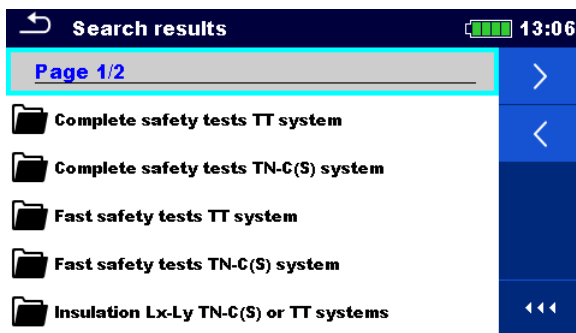 Search results
13:06
Page 1/2
Complete safety tests TT system
Complete safety tests TN-C(S) system
Fast safety tests TT system
Fast safety tests TN-C(S) system
Insulation Lx-Ly TN-C(S) or TT systems